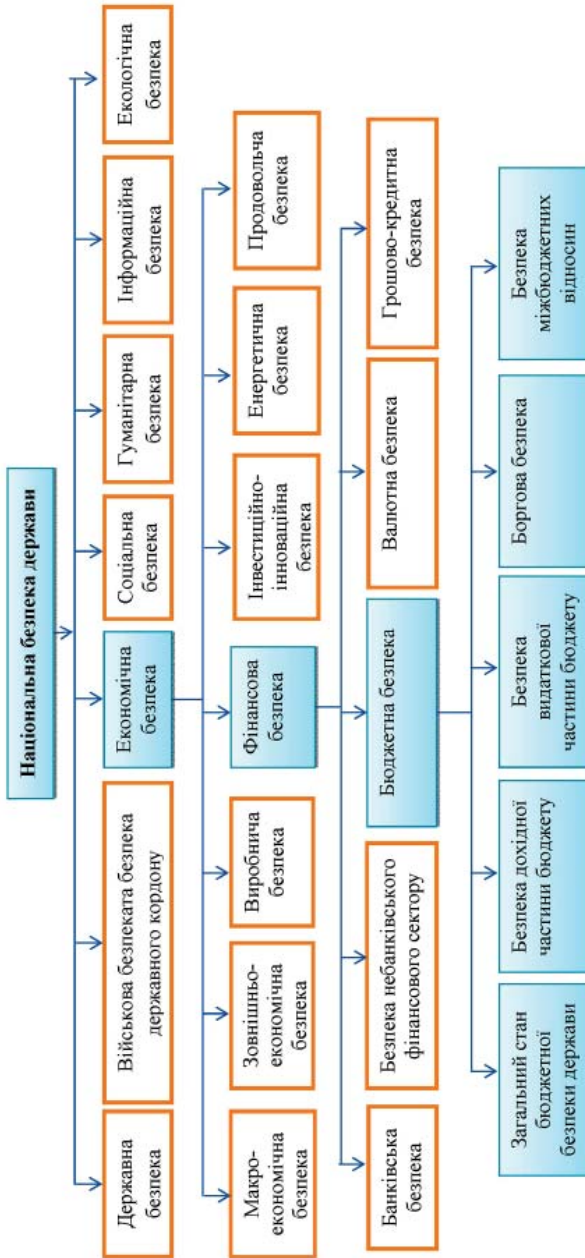 Національна безпека держави
Державна
безпека
Військова безпеката безпека
державного кордону
Економічна
безпека
Соціальна
безпека
Гуманітарна
безпека
Інформаційна
безпека
Екологічна
безпека
Макро-
економічна
безпека
Зовнішньо-
економічна
безпека
Виробнича
безпека
Фінансова
безпека
Інвестиційно-
інноваційна
безпека
Енергетична
безпека
Продовольча
безпека
Банківська
безпека
Безпека небанківського
фінансового сектору
Бюджетна безпека
Валютна безпека
Грошово-кредитна
безпека
Загальний стан
бюджетної
безпеки держави
Безпека дохідної
частини бюджету
Безпека
видаткової
частини бюджету
Боргова безпека
Безпека
міжбюджетних
відносин